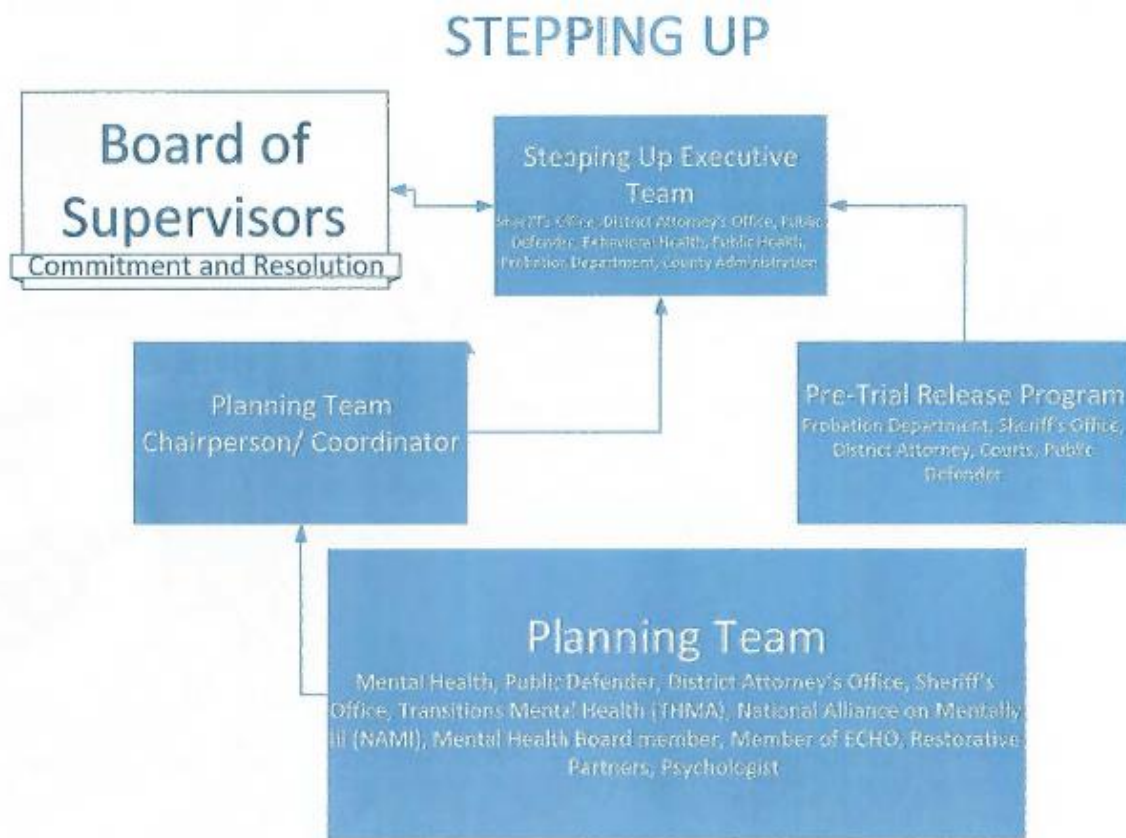 STEPPING UP
Board of
Supervisors
Commitment and Resolution
Stepping Up Executive
Team
Sheriff's Office, District Attorney's Office, Public
Defender, Behavioral Health, Public Health,
Probation Department, County Administration
Planning Team
Chairperson/ Coordinator
Pre-Trial Release Program
Probation Department, Sheriff's Office,
District Attorney, Courts, Public
Defender
Planning Team
Mental Health, Public Defender, District Attorney's Office, Sheriff's
Office, Transitions Mental Health (THMA), National Alliance on Mentally
Ill (NAMI), Mental Health Board member, Member of ECHO, Restorative
Partners, Psychologist